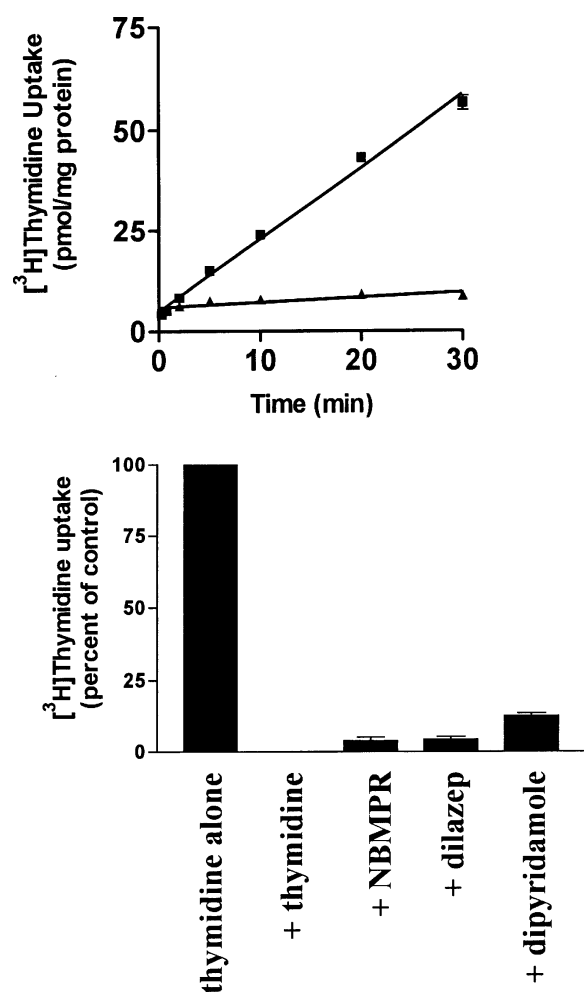 [³H]Thymidine Uptake
(pmol/mg protein)
75
50
25
0
0 10 20 30
Time (min)
[³H]Thymidine uptake
(percent of control)
100
75
50
25
0
thymidine alone
+ thymidine
+ NBMPR
+ dilazep
+ dipyridamole